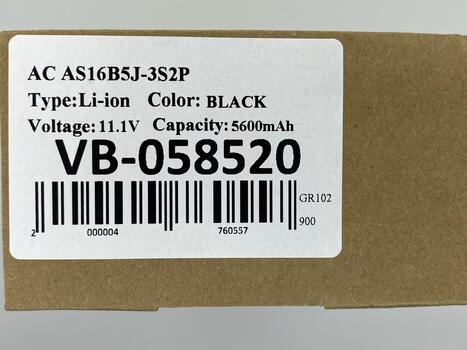 AC AS16B5J-3S2P
Type:Li-ion Color: BLACK
Voltage:11.1V Capacity:5600mAh
VB-058520
GR102
900
2 000004 760557